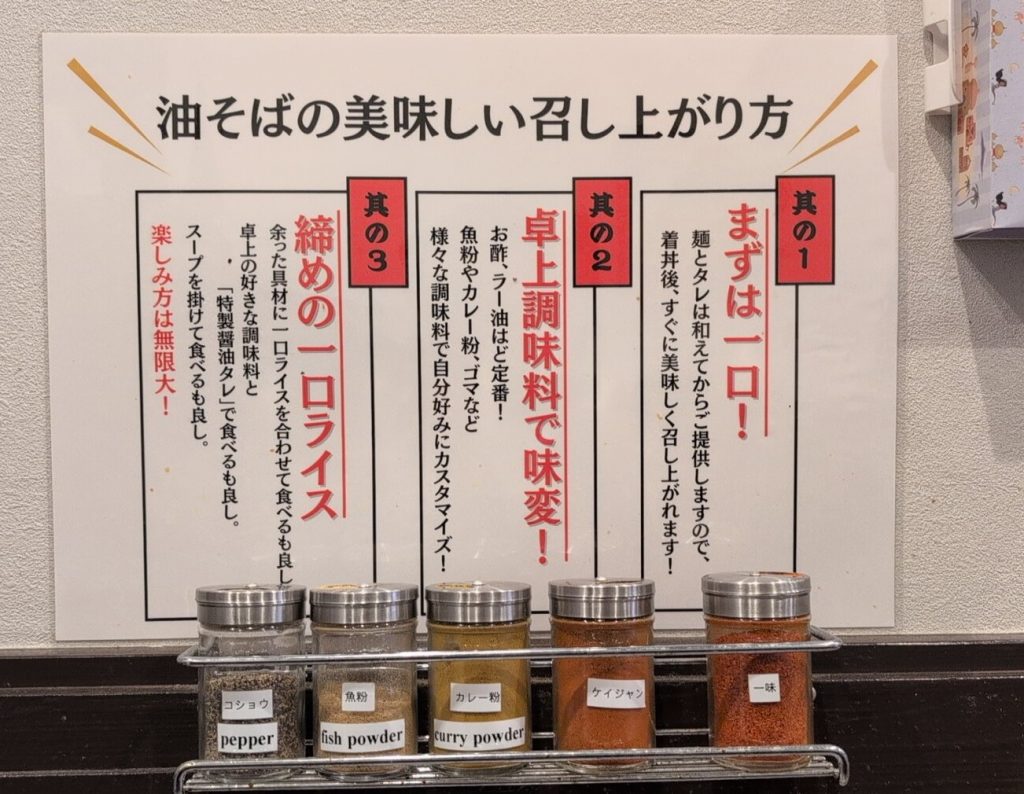 油そばの美味しい召し上がり方
其の1
まずは一口！
麺とタレは和えてからご提供しますので、
着丼後、すぐに美味しく召し上がれます！
其の2
卓上調味料で味変！
お酢、ラー油はど定番！
魚粉やカレー粉、ゴマなど
様々な調味料で自分好みにカスタマイズ！
其の3
締めの一口ライス
余った具材に一口ライスを合わせて食べるも良し
卓上の好きな調味料と
「特製醤油タレ」で食べるも良し。
スープを掛けて食べるも良し。
楽しみ方は無限大！
コショウ
pepper
魚粉
fish powder
カレー粉
curry powder
ケイジャン
一味